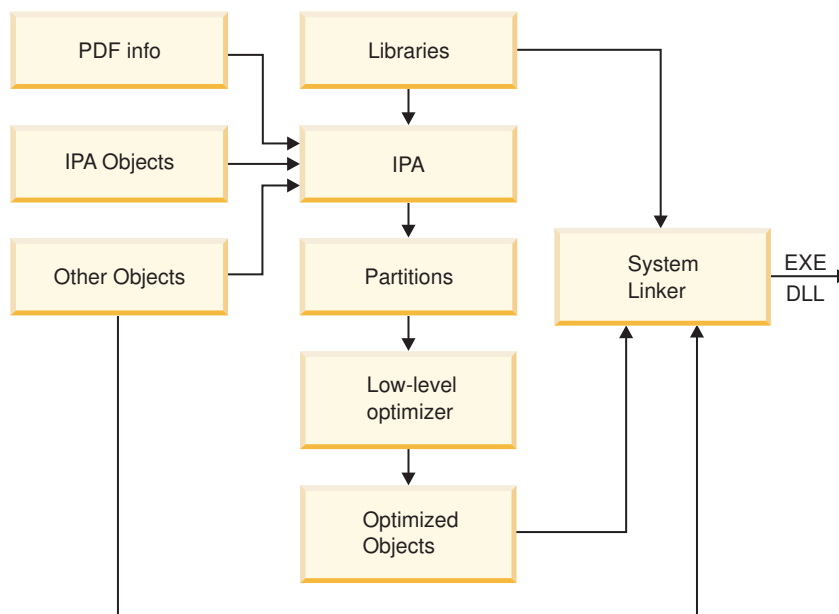 PDF info
Libraries
IPA Objects
IPA
Other Objects
Partitions
System
Linker
EXE
DLL
Low-level
optimizer
Optimized
Objects